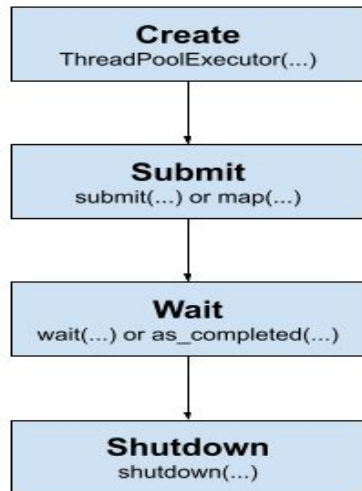 Create
ThreadPoolExecutor(...)
Submit
submit(...) or map(...)
Wait
wait(...) or as_completed(...)
Shutdown
shutdown(...)